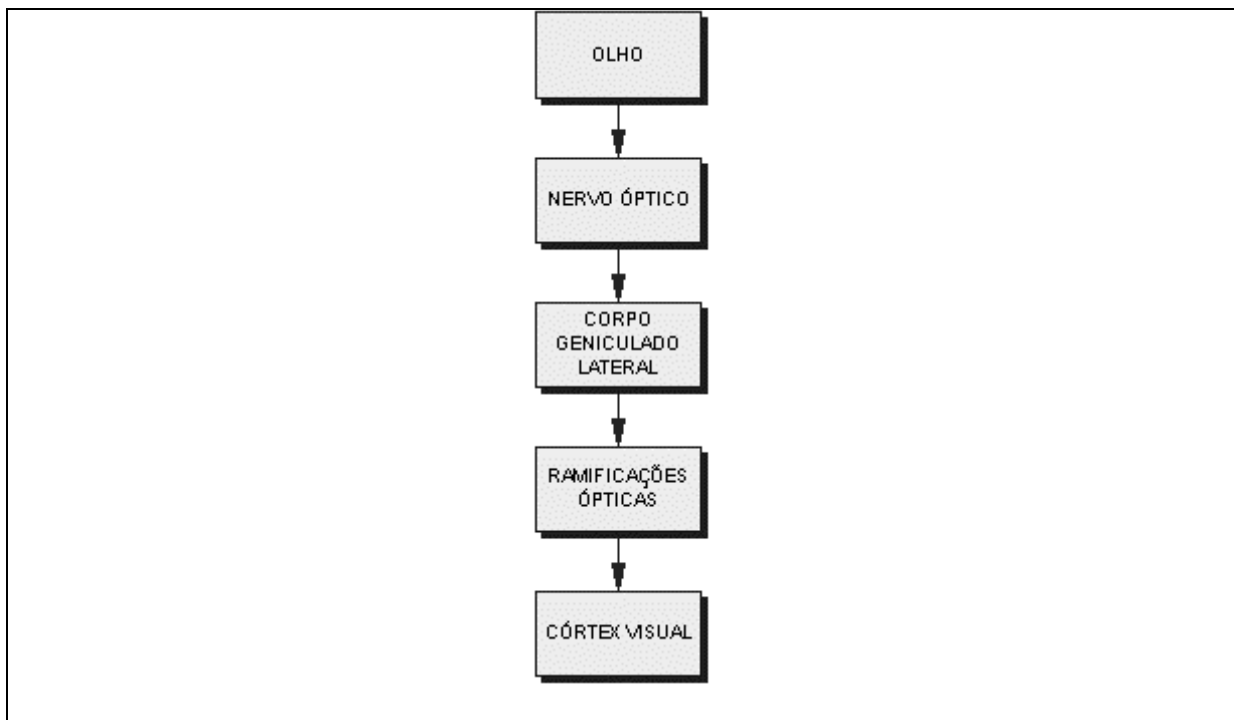 OLHO
NERVO ÓPTICO
CORPO
GENICULADO
LATERAL
RAMIFICAÇÕES
ÓPTICAS
CÓRTEX VISUAL